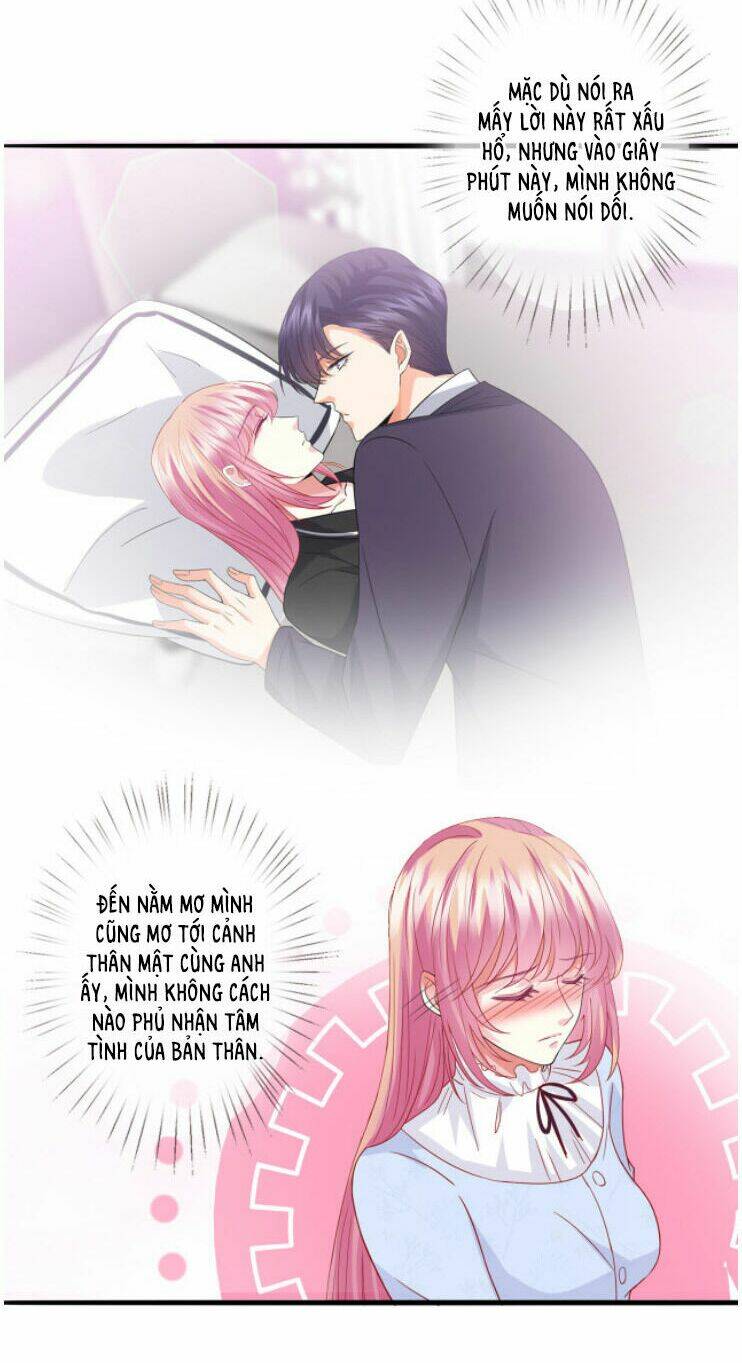 MẶC DÙ NÓI RA
MẤY LỜI NÀY RẤT XẤU
HỔ, NHƯNG VÀO GIÂY
PHÚT NÀY, MÌNH KHÔNG
MUỐN NÓI DỐI.
ĐẾN NẰM MƠ MÌNH
CŨNG MƠ TỚI CẢNH
THÂN MẬT CÙNG ANH
ẤY, MÌNH KHÔNG CÁCH
NÀO PHỦ NHẬN TÂM
TÌNH CỦA BẢN THÂN.